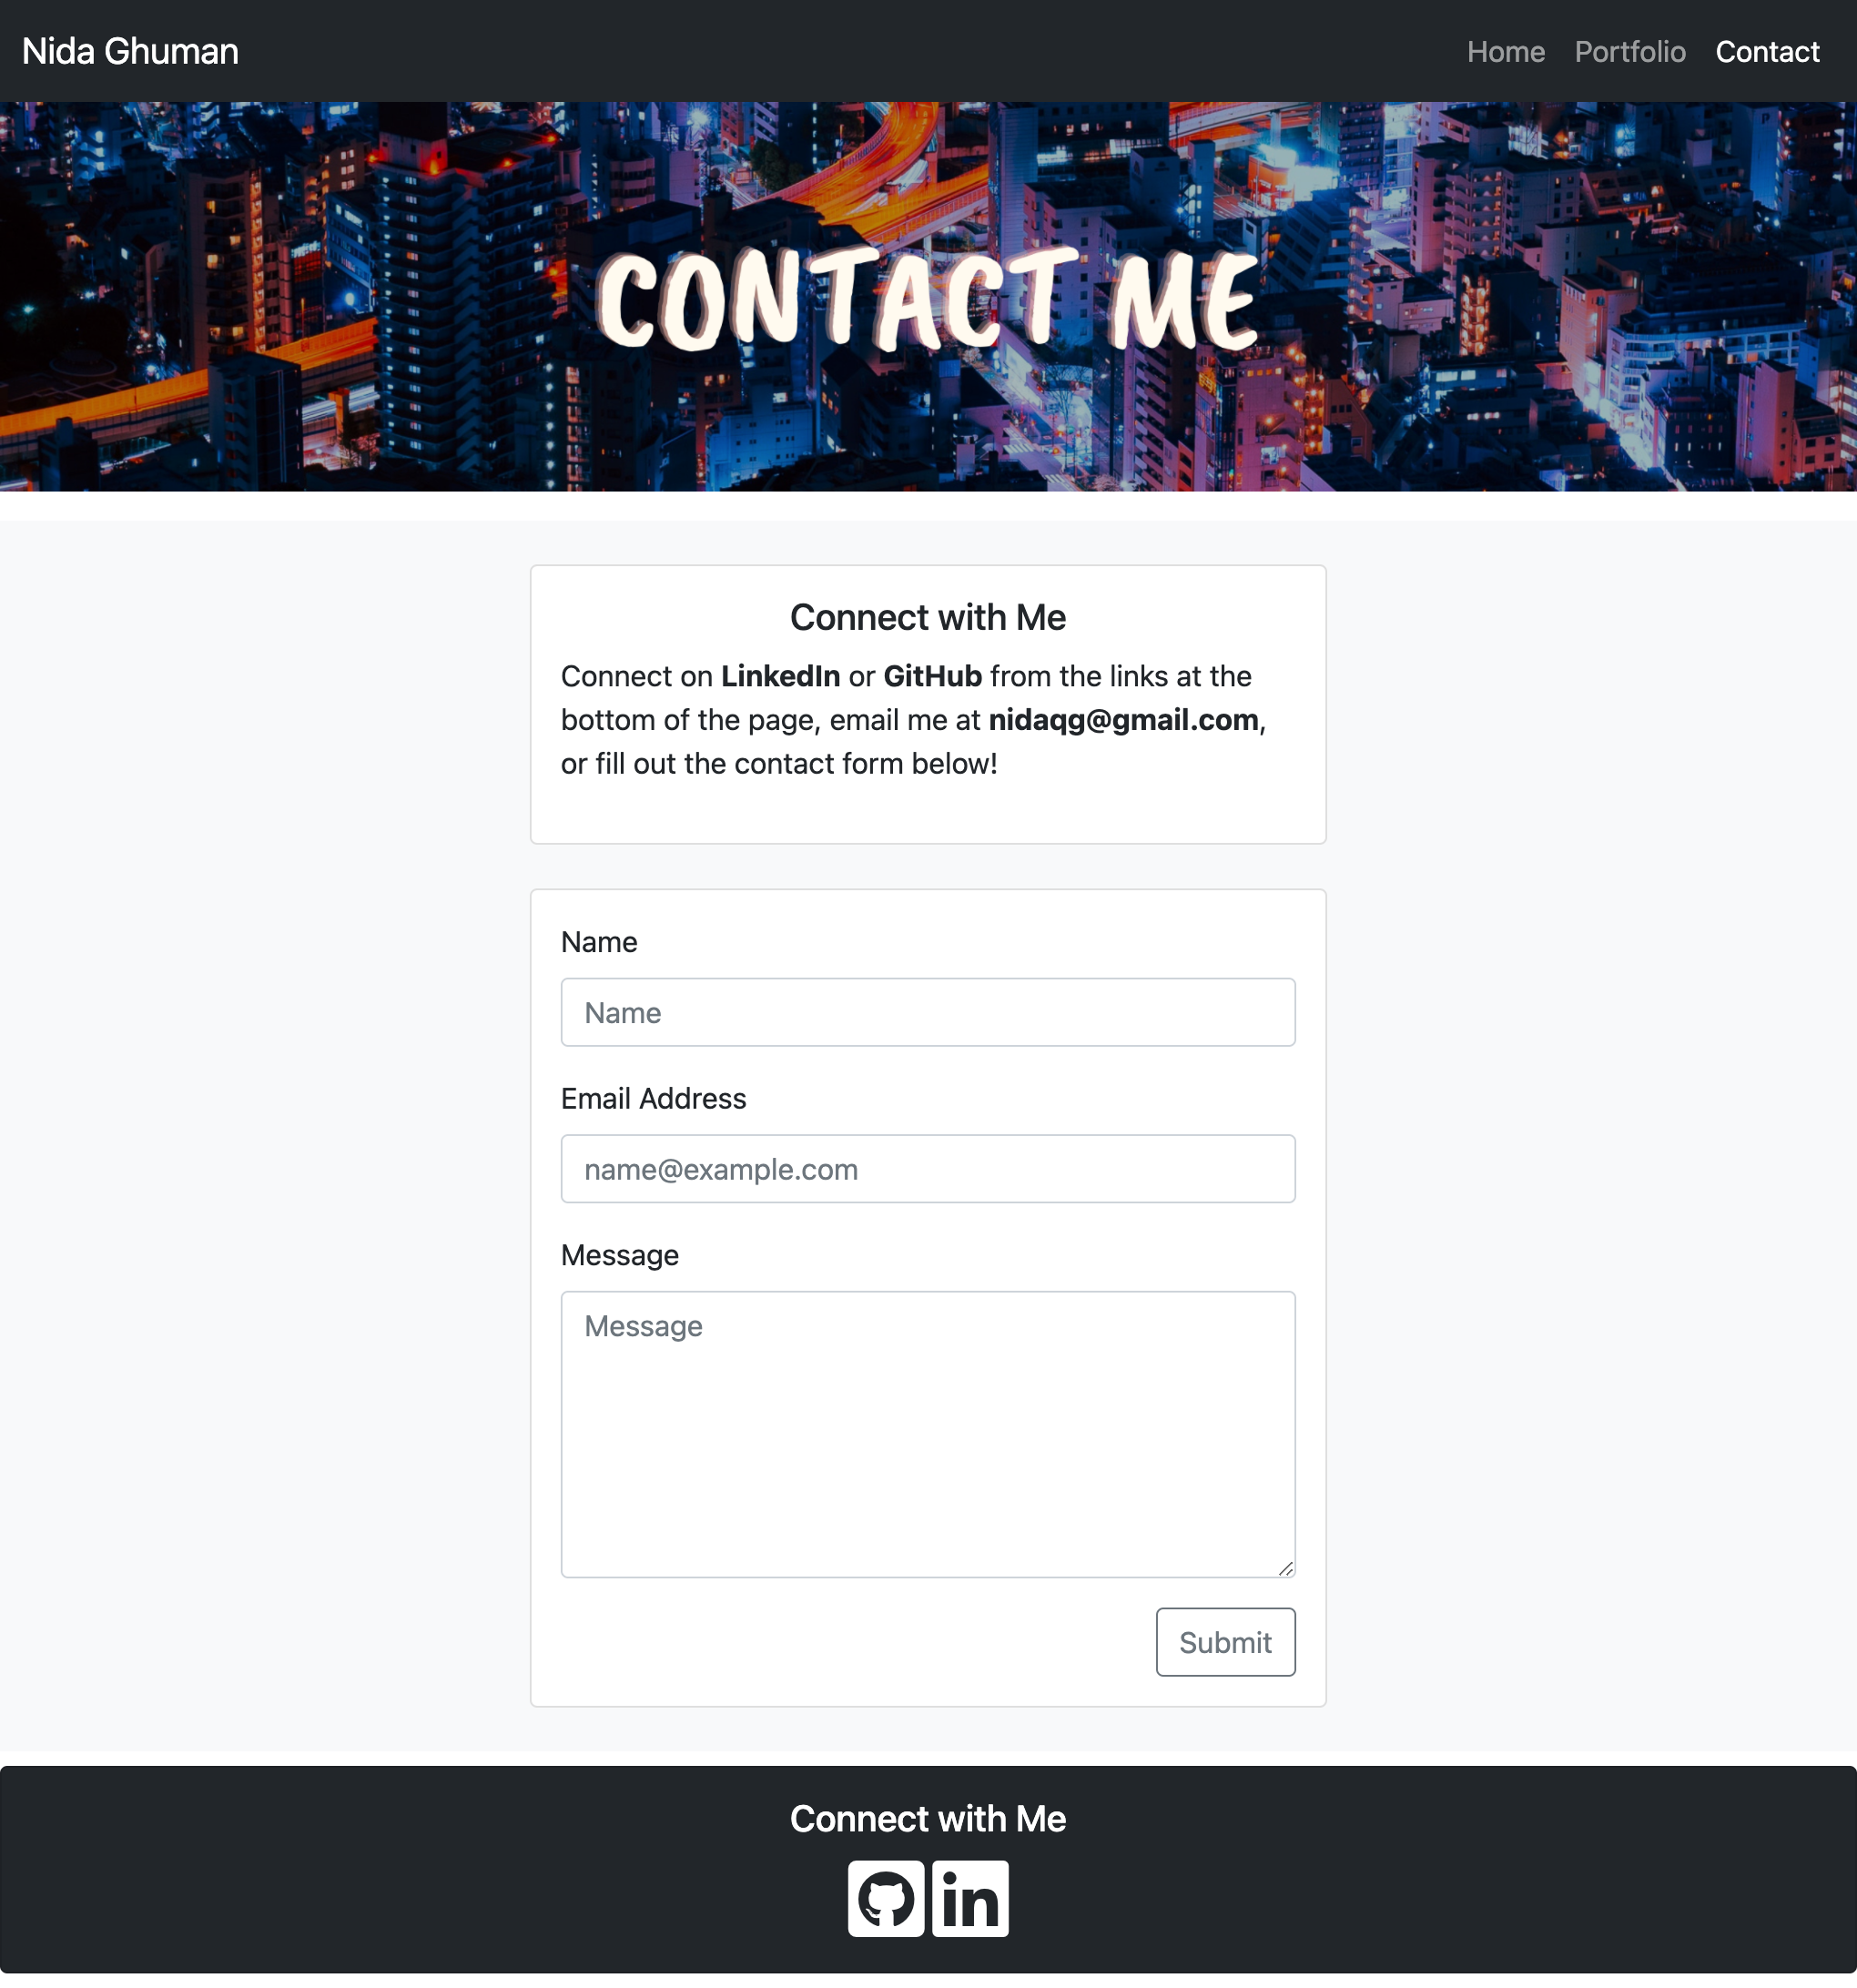 Nida Ghuman
Home Portfolio Contact
CONTACT ME
Connect with Me
Connect on LinkedIn or GitHub from the links at the
bottom of the page, email me at nidaqg@gmail.com,
or fill out the contact form below!
Name
Name
Email Address
name@example.com
Message
Message
Submit
Connect with Me
in